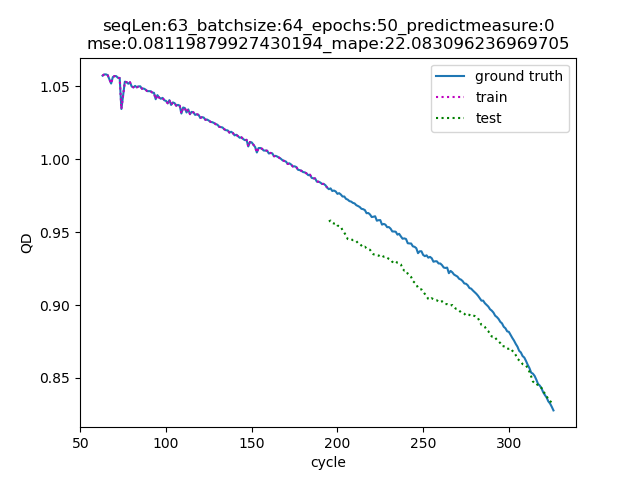 seqLen:63_batchsize:64_epochs:50_predictmeasure:0
mse:0.08119879927430194_mape:22.083096236969705
ground truth
train
test
1.05
1.00
0.95
0.90
0.85
QD
50 100 150 200 250 300
cycle